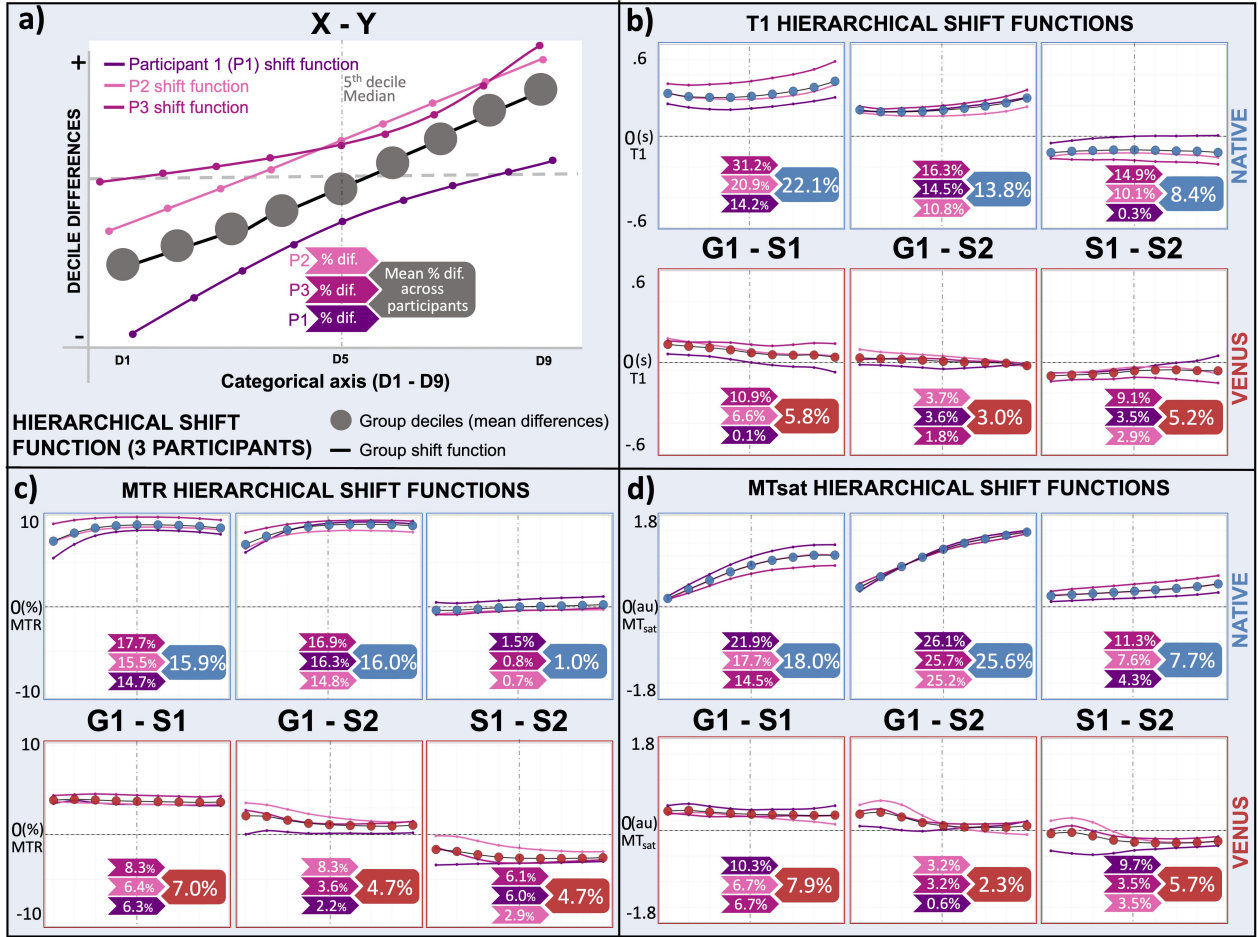 a)
X - Y
+
Participant 1 (P1) shift function
P2 shift function
P3 shift function
5th decile
Median
DECILE DIFFERENCES
P2 % dif.
P3 % dif.
P1 % dif.
Mean % dif.
across
participants
-
D1 D5 D9
Categorical axis (D1 - D9)
HIERARCHICAL SHIFT
FUNCTION (3 PARTICIPANTS)
Group deciles (mean differences)
Group shift function
b)
T1 HIERARCHICAL SHIFT FUNCTIONS
.6
0(s)
T1
-.6
31.2%
20.9%
14.2%
22.1%
16.3%
14.5%
10.8%
13.8%
14.9%
10.1%
0.3%
8.4%
NATIVE
G1 - S1 G1 - S2 S1 - S2
.6
0(s)
T1
-.6
10.9%
6.6%
0.1%
5.8%
3.7%
3.6%
1.8%
3.0%
9.1%
3.5%
2.9%
5.2%
VENUS
c)
MTR HIERARCHICAL SHIFT FUNCTIONS
10
0(%)
MTR
-10
17.7%
15.5%
14.7%
15.9%
16.9%
16.3%
14.8%
16.0%
1.5%
0.8%
0.7%
1.0%
G1 - S1 G1 - S2 S1 - S2
10
0(%)
MTR
-10
8.3%
6.4%
6.3%
7.0%
8.3%
3.6%
2.2%
4.7%
6.1%
6.0%
2.9%
4.7%
d)
MTsat HIERARCHICAL SHIFT FUNCTIONS
1.8
0(au)
MTsat
-1.8
21.9%
17.7%
14.5%
18.0%
26.1%
25.7%
25.2%
25.6%
11.3%
7.6%
4.3%
7.7%
NATIVE
G1 - S1 G1 - S2 S1 - S2
1.8
0(au)
MTsat
-1.8
10.3%
6.7%
6.7%
7.9%
3.2%
3.2%
0.6%
2.3%
9.7%
3.5%
3.5%
5.7%
VENUS